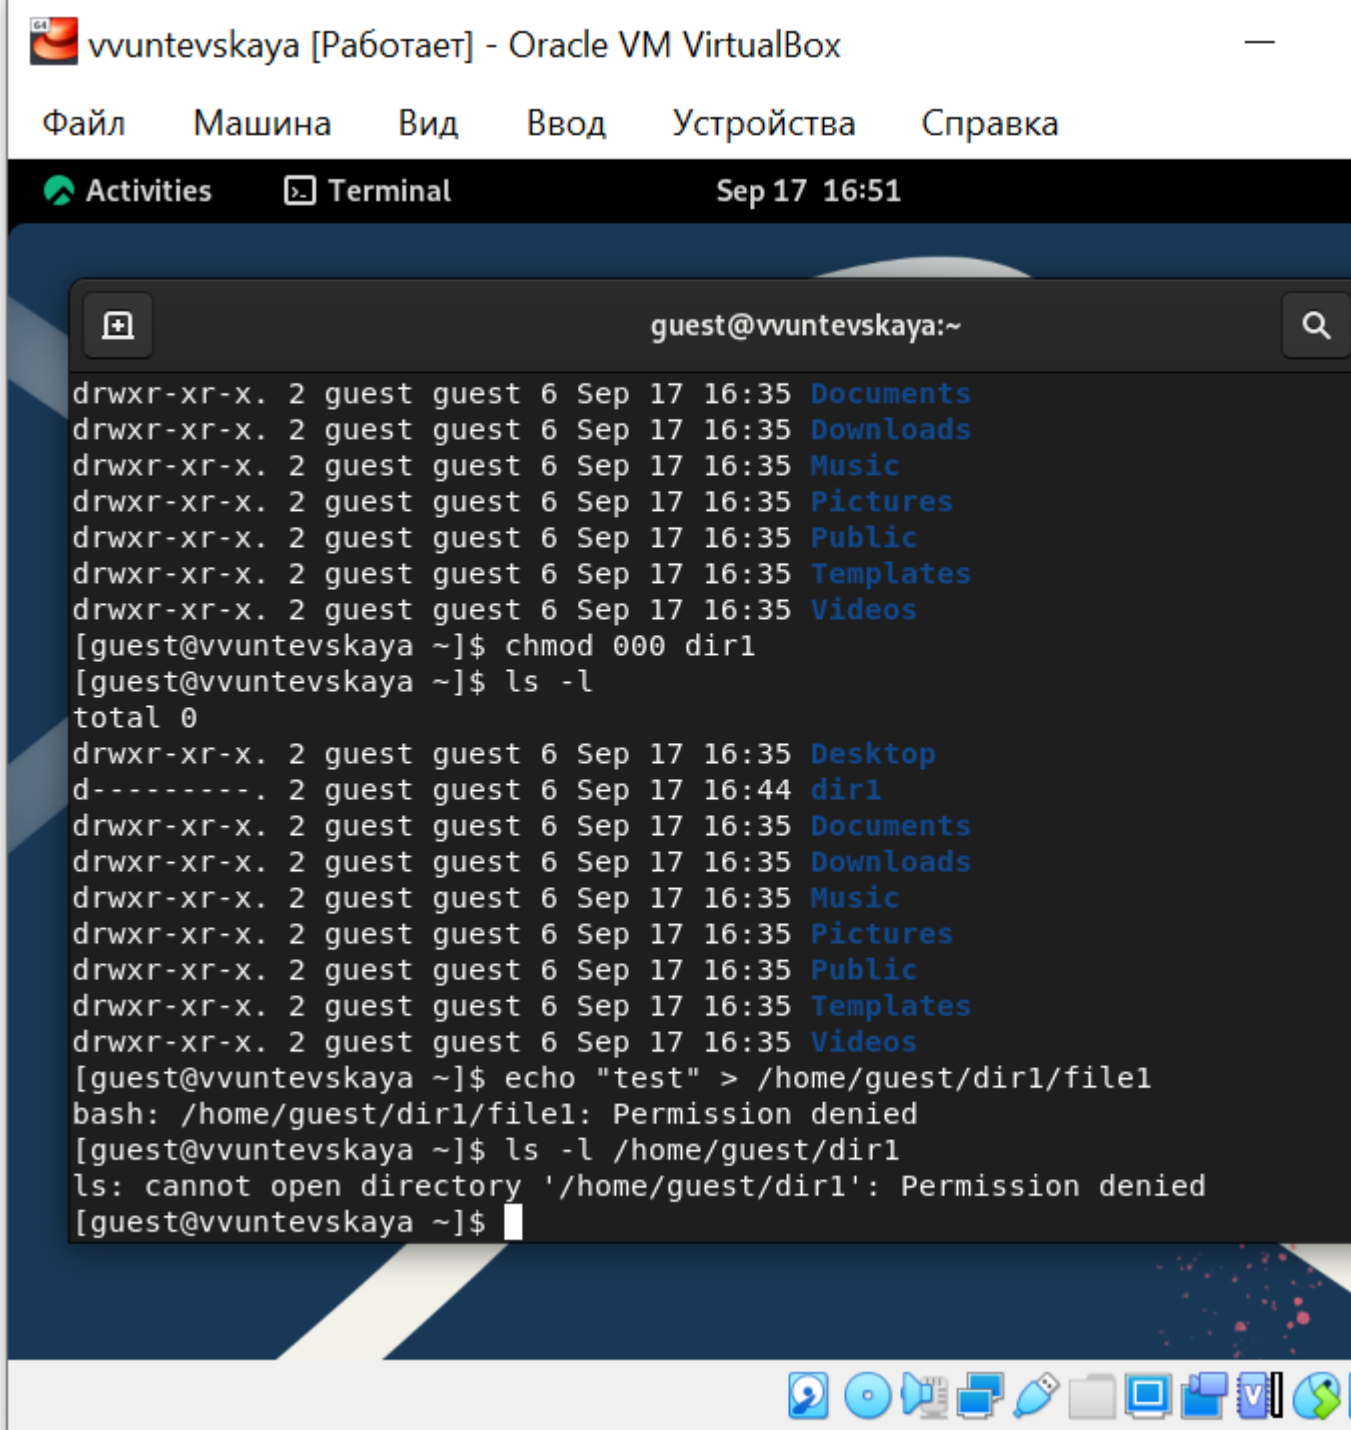 64
vvuntevskaya [Работает] - Oracle VM VirtualBox
Файл Машина Вид Ввод Устройства Справка
Activities Terminal Sep 17 16:51
guest@vvuntevskaya:~
drwxr-xr-x. 2 guest guest 6 Sep 17 16:35 Documents
drwxr-xr-x. 2 guest guest 6 Sep 17 16:35 Downloads
drwxr-xr-x. 2 guest guest 6 Sep 17 16:35 Music
drwxr-xr-x. 2 guest guest 6 Sep 17 16:35 Pictures
drwxr-xr-x. 2 guest guest 6 Sep 17 16:35 Public
drwxr-xr-x. 2 guest guest 6 Sep 17 16:35 Templates
drwxr-xr-x. 2 guest guest 6 Sep 17 16:35 Videos
[guest@vvuntevskaya ~]$ chmod 000 dir1
[guest@vvuntevskaya ~]$ ls -l
total 0
drwxr-xr-x. 2 guest guest 6 Sep 17 16:35 Desktop
d---------. 2 guest guest 6 Sep 17 16:44 dir1
drwxr-xr-x. 2 guest guest 6 Sep 17 16:35 Documents
drwxr-xr-x. 2 guest guest 6 Sep 17 16:35 Downloads
drwxr-xr-x. 2 guest guest 6 Sep 17 16:35 Music
drwxr-xr-x. 2 guest guest 6 Sep 17 16:35 Pictures
drwxr-xr-x. 2 guest guest 6 Sep 17 16:35 Public
drwxr-xr-x. 2 guest guest 6 Sep 17 16:35 Templates
drwxr-xr-x. 2 guest guest 6 Sep 17 16:35 Videos
[guest@vvuntevskaya ~]$ echo "test" > /home/guest/dir1/file1
bash: /home/guest/dir1/file1: Permission denied
[guest@vvuntevskaya ~]$ ls -l /home/guest/dir1
ls: cannot open directory '/home/guest/dir1': Permission denied
[guest@vvuntevskaya ~]$
V